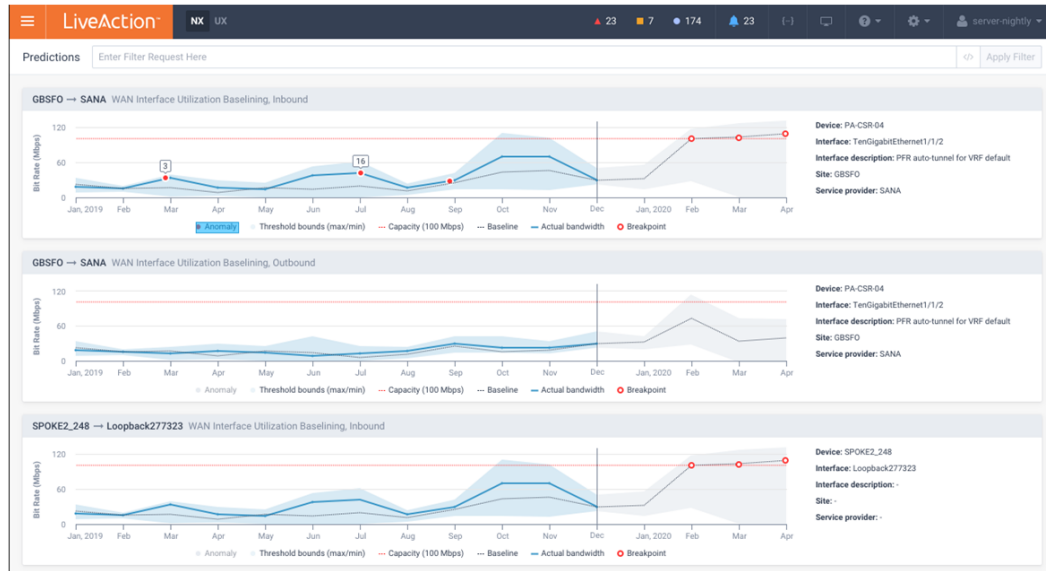 LiveAction NX UX 23 7 174 23 {--} server-nightly
Predictions Enter Filter Request Here </> Apply Filter
GBSFO → SANA WAN Interface Utilization Baselining, Inbound
Bit Rate (Mbps)
120
60
0
3
16
Jan, 2019 Feb Mar Apr May Jun Jul Aug Sep Oct Nov Dec Jan, 2020 Feb Mar Apr
Anomaly Threshold bounds (max/min) Capacity (100 Mbps) Baseline Actual bandwidth Breakpoint
Device: PA-CSR-04
Interface: TenGigabitEthernet1/1/2
Interface description: PFR auto-tunnel for VRF default
Site: GBSFO
Service provider: SANA
GBSFO → SANA WAN Interface Utilization Baselining, Outbound
Bit Rate (Mbps)
120
60
0
Jan, 2019 Feb Mar Apr May Jun Jul Aug Sep Oct Nov Dec Jan, 2020 Feb Mar Apr
Anomaly Threshold bounds (max/min) Capacity (100 Mbps) Baseline Actual bandwidth Breakpoint
Device: PA-CSR-04
Interface: TenGigabitEthernet1/1/2
Interface description: PFR auto-tunnel for VRF default
Site: GBSFO
Service provider: SANA
SPOKE2_248 → Loopback277323 WAN Interface Utilization Baselining, Inbound
Bit Rate (Mbps)
120
60
0
Jan, 2019 Feb Mar Apr May Jun Jul Aug Sep Oct Nov Dec Jan, 2020 Feb Mar Apr
Anomaly Threshold bounds (max/min) Capacity (100 Mbps) Baseline Actual bandwidth Breakpoint
Device: SPOKE2_248
Interface: Loopback277323
Interface description: -
Site: -
Service provider: -